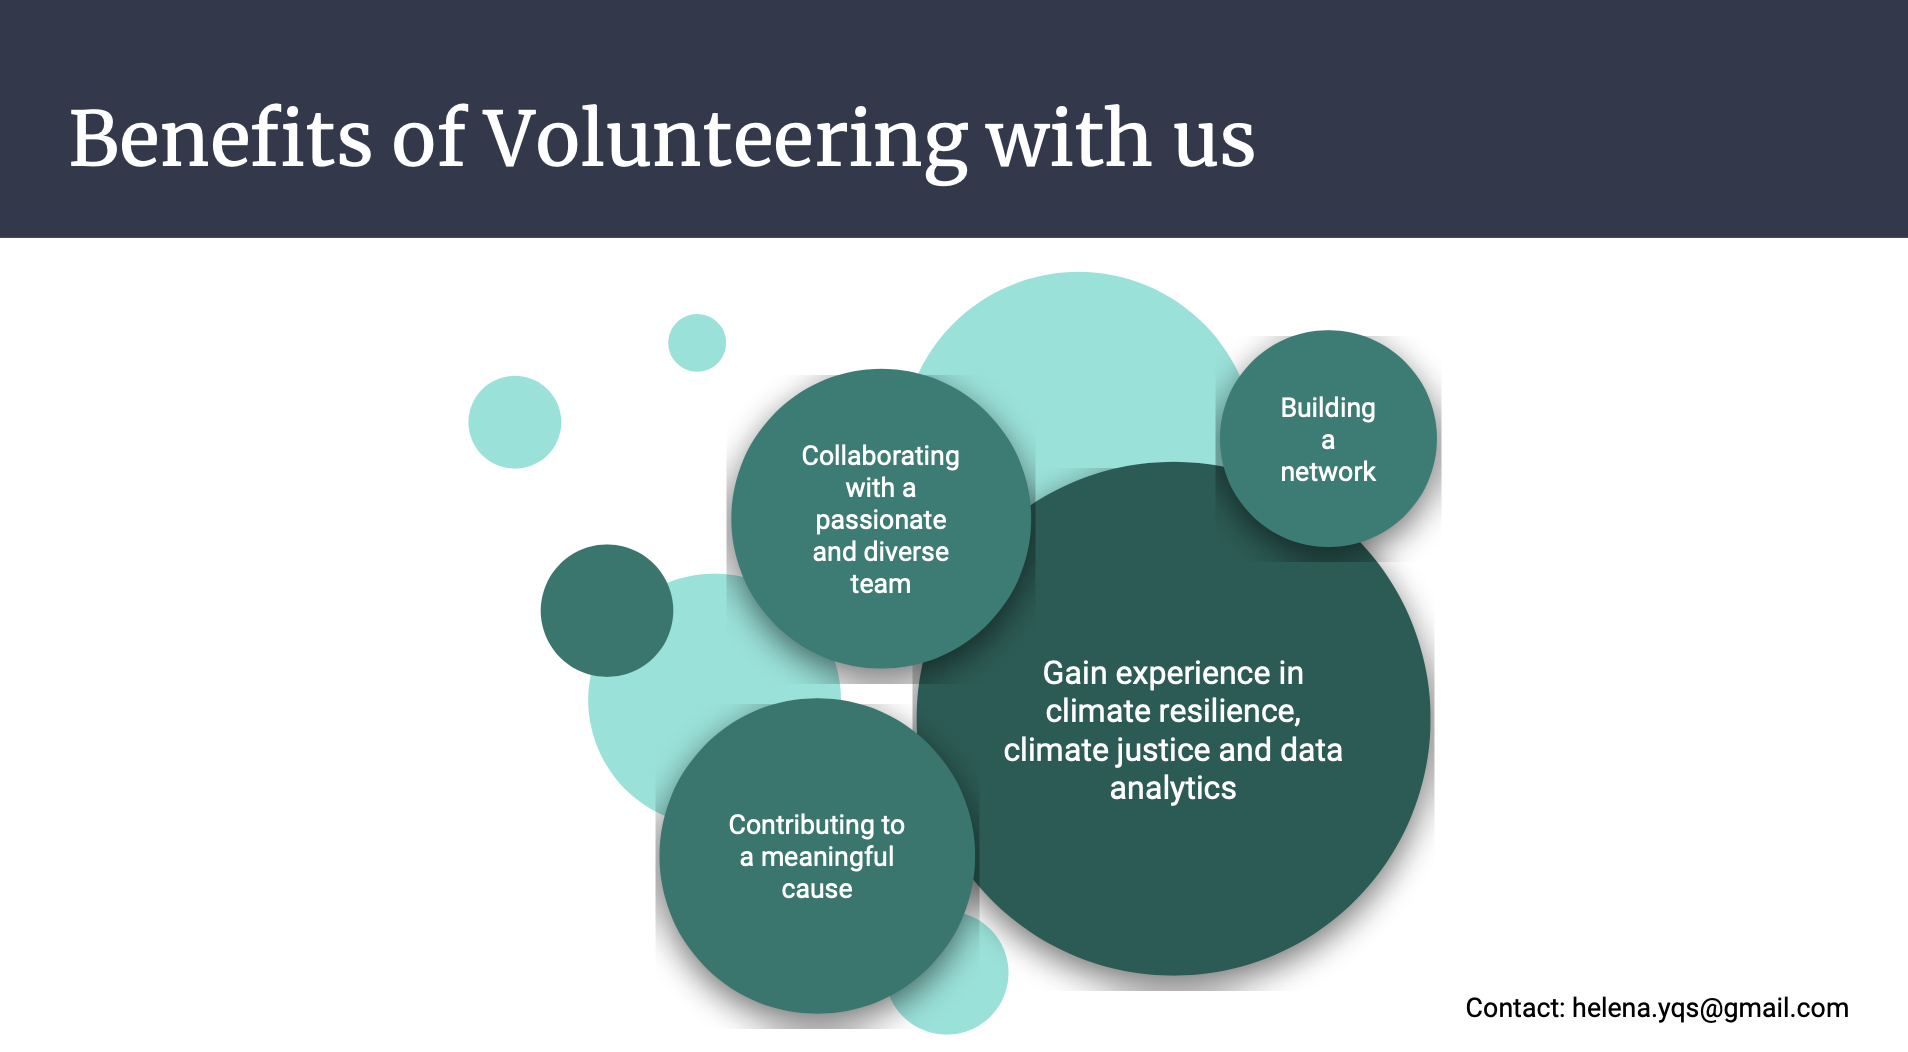 Benefits of Volunteering with us
Building
a
network
Collaborating
with a
passionate
and diverse
team
Gain experience in
climate resilience,
climate justice and data
analytics
Contributing to
a meaningful
cause
Contact: helena.yqs@gmail.com